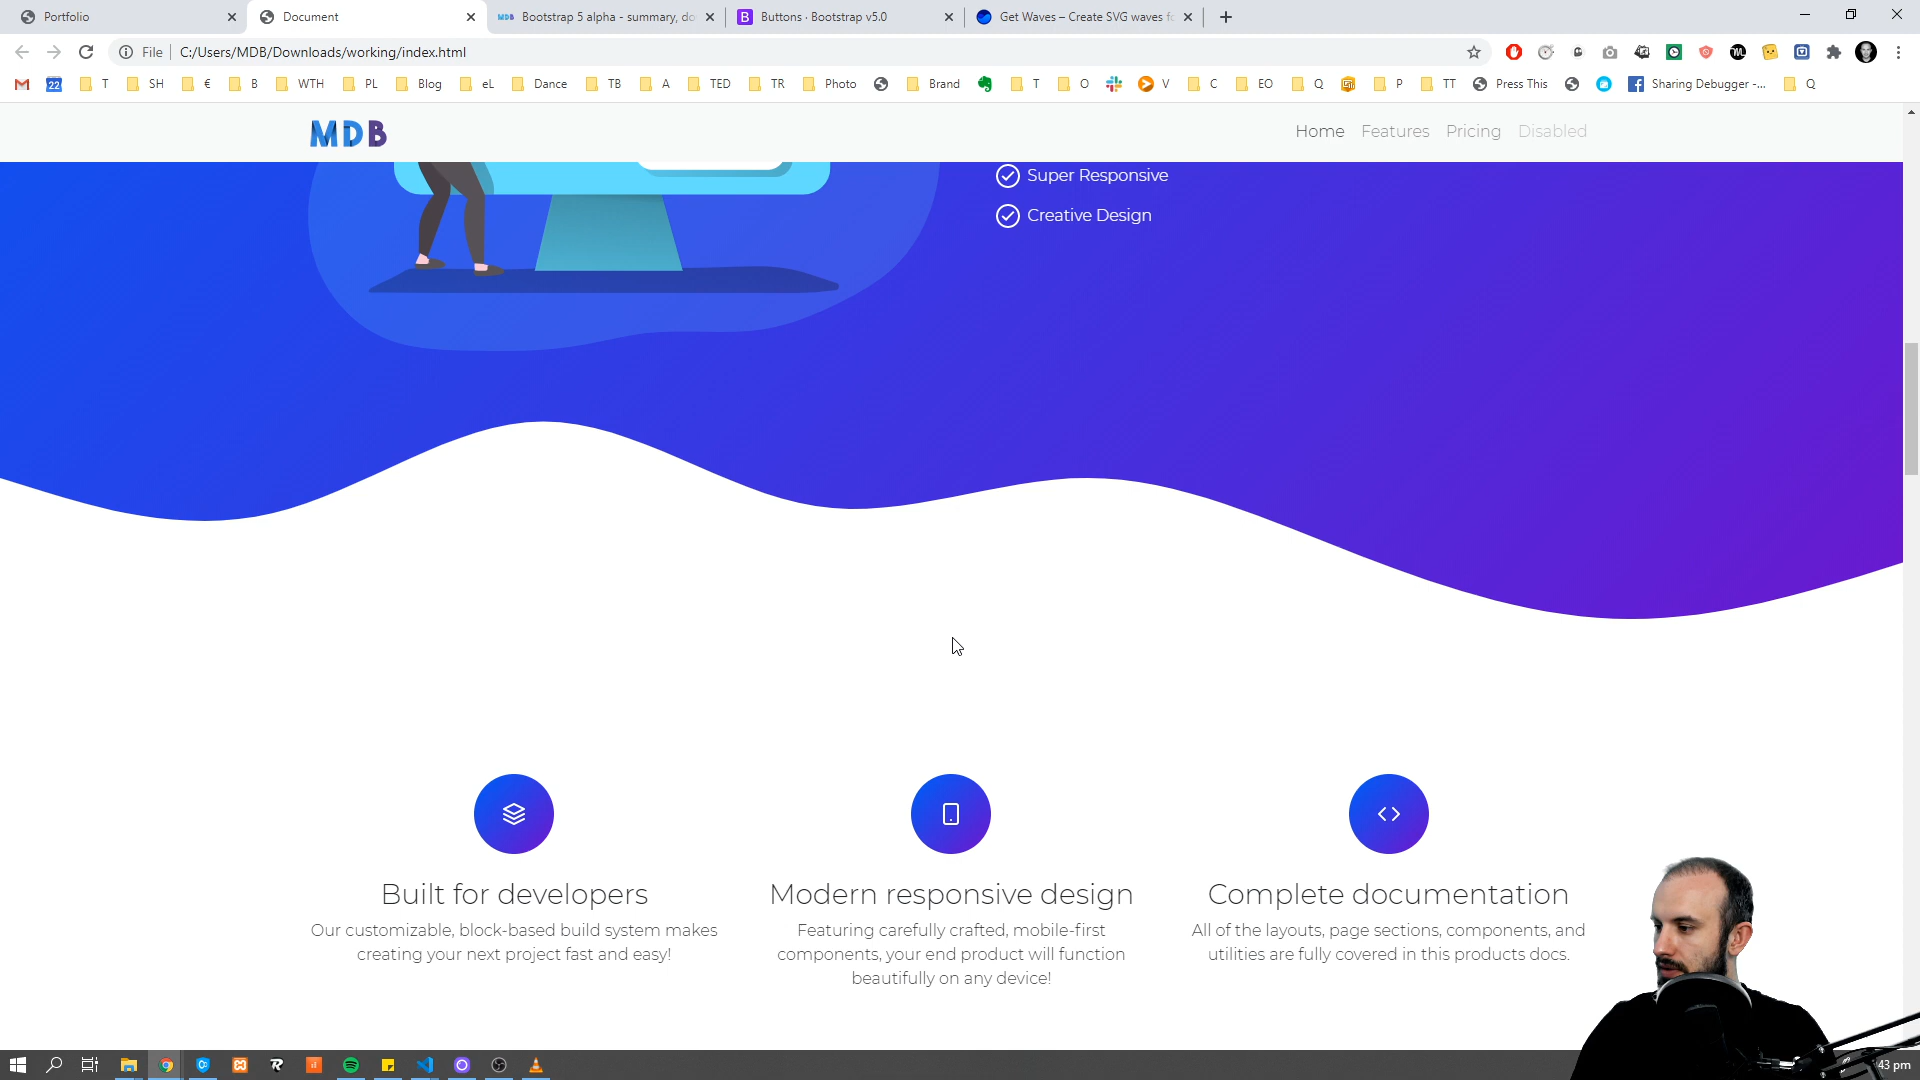 Portfolio
Document
Bootstrap 5 alpha - summary, do
Buttons · Bootstrap v5.0
Get Waves – Create SVG waves fo
File
C:/Users/MDB/Downloads/working/index.html
22
T
SH
€
B
WTH
PL
Blog
eL
Dance
TB
A
TED
TR
Photo
Brand
T
O
V
C
EO
Q
P
TT
Press This
Sharing Debugger -...
Q
MDB
Home
Features
Pricing
Disabled
Super Responsive
Creative Design
Built for developers
Our customizable, block-based build system makes
creating your next project fast and easy!
Modern responsive design
Featuring carefully crafted, mobile-first
components, your end product will function
beautifully on any device!
Complete documentation
All of the layouts, page sections, components, and
utilities are fully covered in this products docs.
43 pm